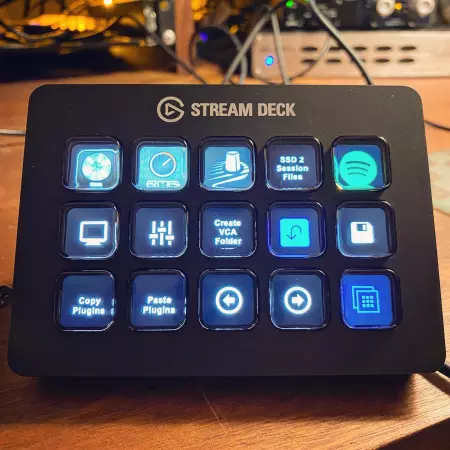 STREAM DECK
SSD 2
Session
Files
Create
VCA
Folder
Copy
Plugins
Paste
Plugins